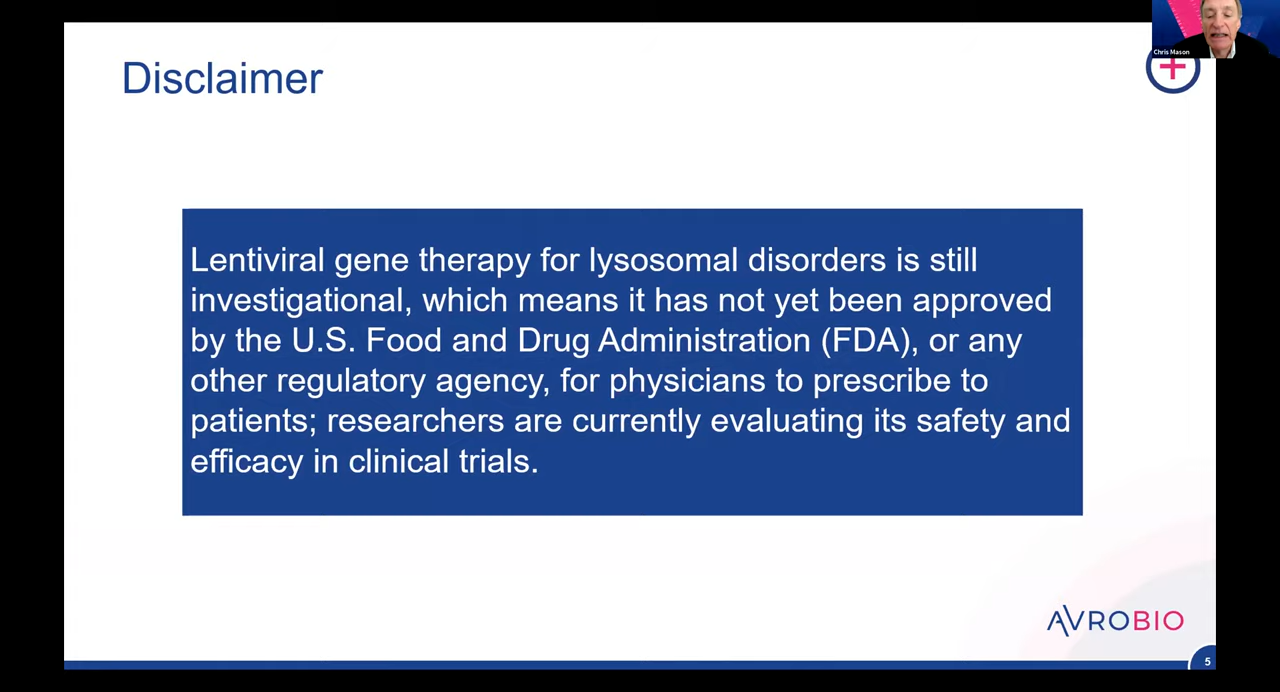 Chris Mason
Disclaimer
Lentiviral gene therapy for lysosomal disorders is still
investigational, which means it has not yet been approved
by the U.S. Food and Drug Administration (FDA), or any
other regulatory agency, for physicians to prescribe to
patients; researchers are currently evaluating its safety and
efficacy in clinical trials.
AVROBIO
5